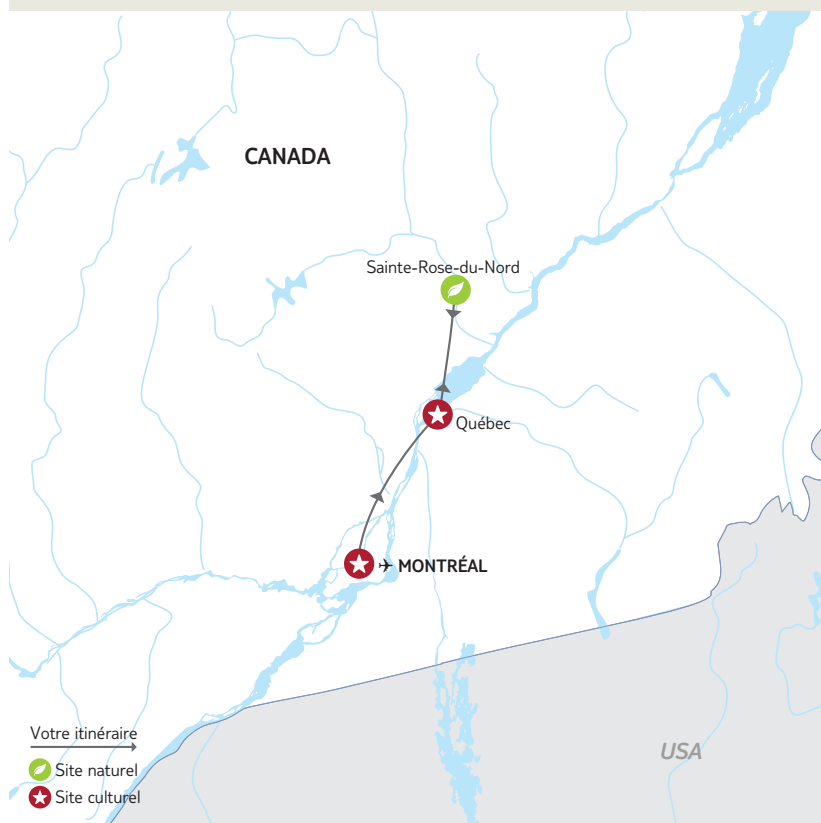 CANADA
Sainte-Rose-du-Nord
Québec
MONTRÉAL
USA
Votre itinéraire
Site naturel
Site culturel